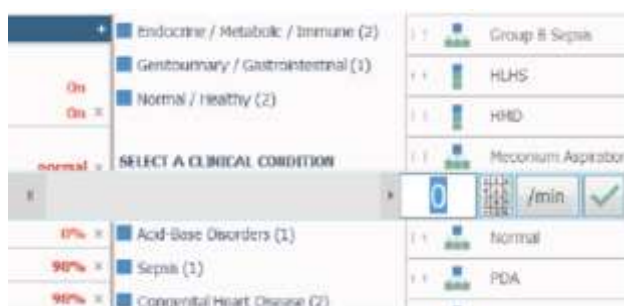 Endocrine / Metabolic / Immune (2)
Group B Sepsis
Genitourinary / Gastrointestinal (1)
On
HLHS
Normal / Healthy (2)
On ×
HMD
normal ×
SELECT A CLINICAL CONDITION
Meconium Aspiration
0
/min
0% ×
Acid-Base Disorders (1)
Normal
90% ×
Sepsis (1)
PDA
90% ×
Congenital Heart Disease (2)